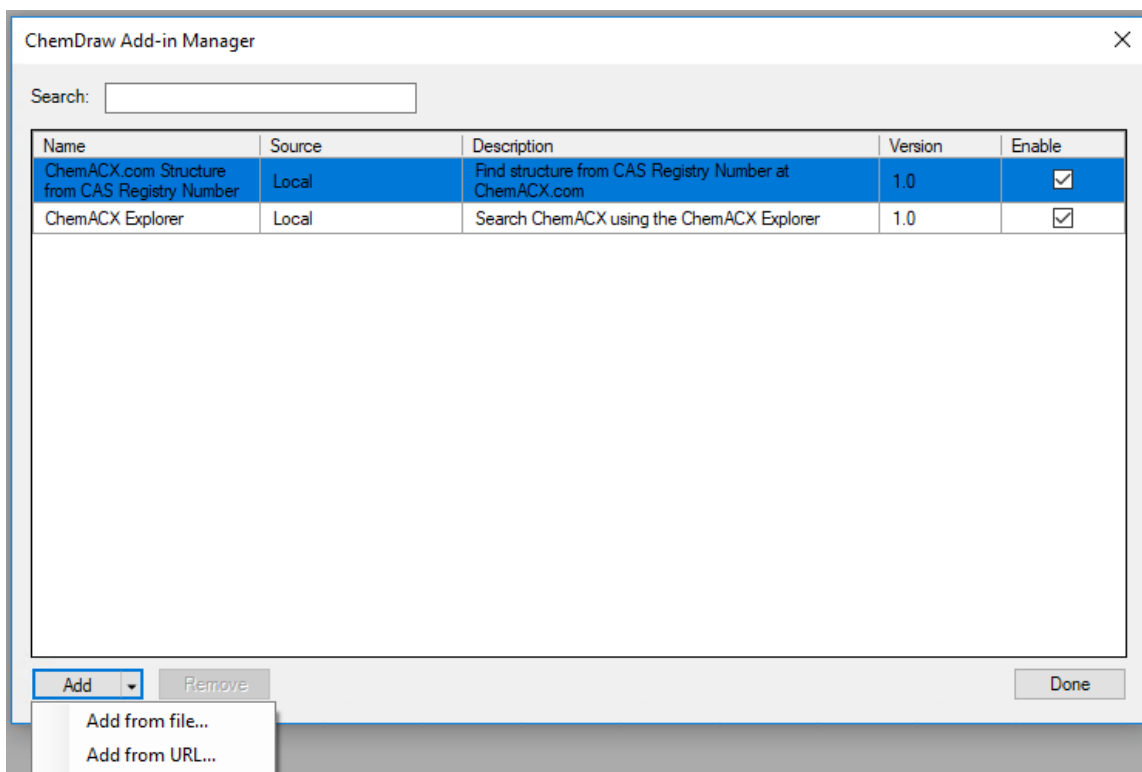 ChemDraw Add-in Manager
Search:
Name Source Description Version Enable
ChemACX.com Structure
from CAS Registry Number Local Find structure from CAS Registry Number at
ChemACX.com 1.0
ChemACX Explorer Local Search ChemACX using the ChemACX Explorer 1.0
Add Remove Done
Add from file...
Add from URL...